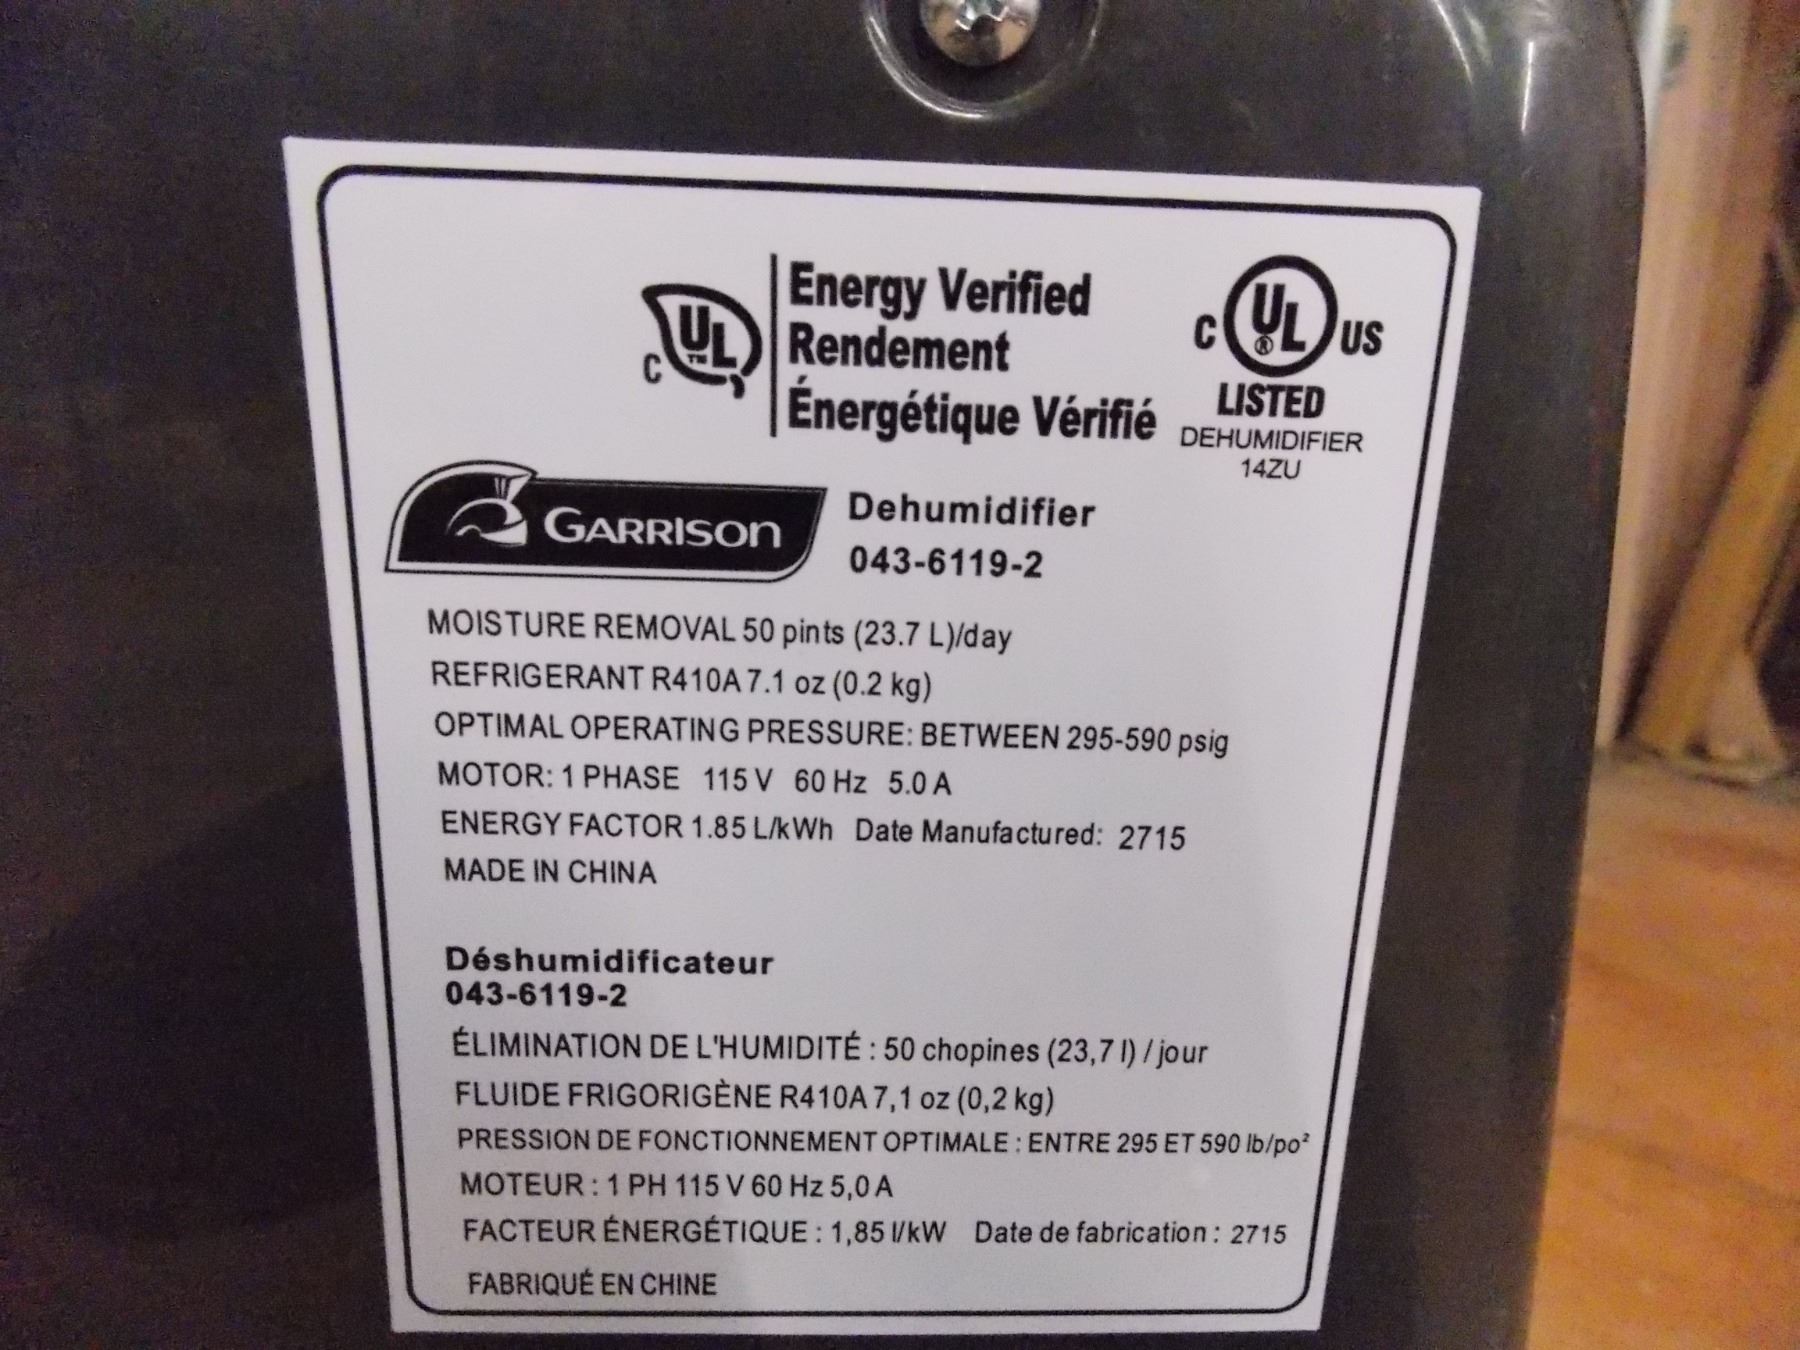 C UL™ Energy Verified
Rendement
Énergétique Vérifié
C UL® US
LISTED
DEHUMIDIFIER
14ZU
GARRISON
Dehumidifier
043-6119-2
MOISTURE REMOVAL 50 pints (23.7 L)/day
REFRIGERANT R410A 7.1 oz (0.2 kg)
OPTIMAL OPERATING PRESSURE: BETWEEN 295-590 psig
MOTOR: 1 PHASE 115 V 60 Hz 5.0 A
ENERGY FACTOR 1.85 L/kWh Date Manufactured: 2715
MADE IN CHINA
Déshumidificateur
043-6119-2
ÉLIMINATION DE L'HUMIDITÉ : 50 chopines (23,7 l) / jour
FLUIDE FRIGORIGÈNE R410A 7,1 oz (0,2 kg)
PRESSION DE FONCTIONNEMENT OPTIMALE : ENTRE 295 ET 590 lb/po²
MOTEUR : 1 PH 115 V 60 Hz 5,0 A
FACTEUR ÉNERGÉTIQUE : 1,85 l/kW Date de fabrication : 2715
FABRIQUÉ EN CHINE